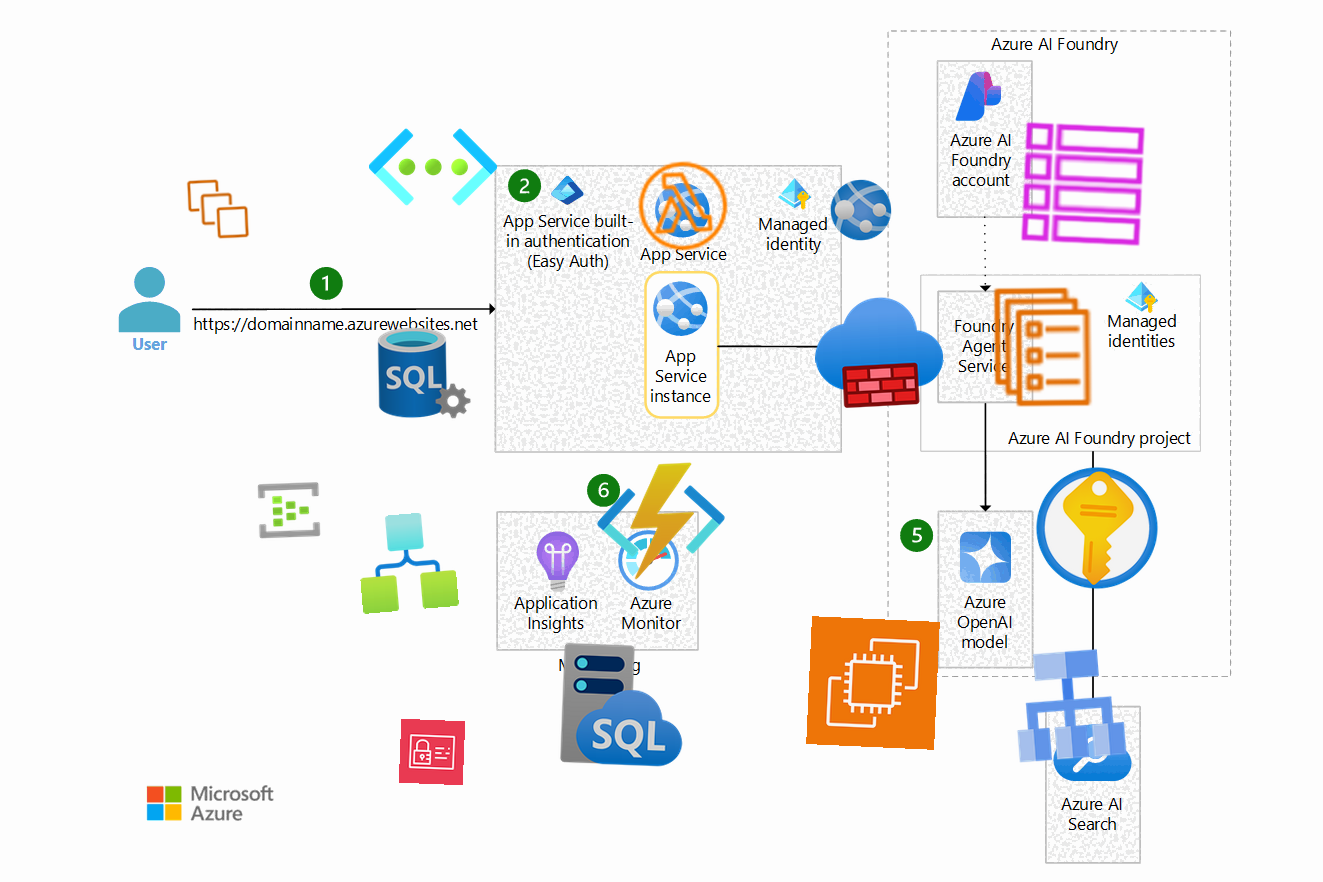 Azure AI Foundry
Azure AI
Foundry
account
2
App Service built-
in authentication
(Easy Auth)
App Service
Managed
identity
1
https://domainname.azurewebsites.net
User
SQL
App
Service
instance
Foundry
Agent
Service
Managed
identities
Azure AI Foundry project
6
5
Application
Insights
Azure
Monitor
Azure
OpenAI
model
SQL
Azure AI
Search
Microsoft
Azure